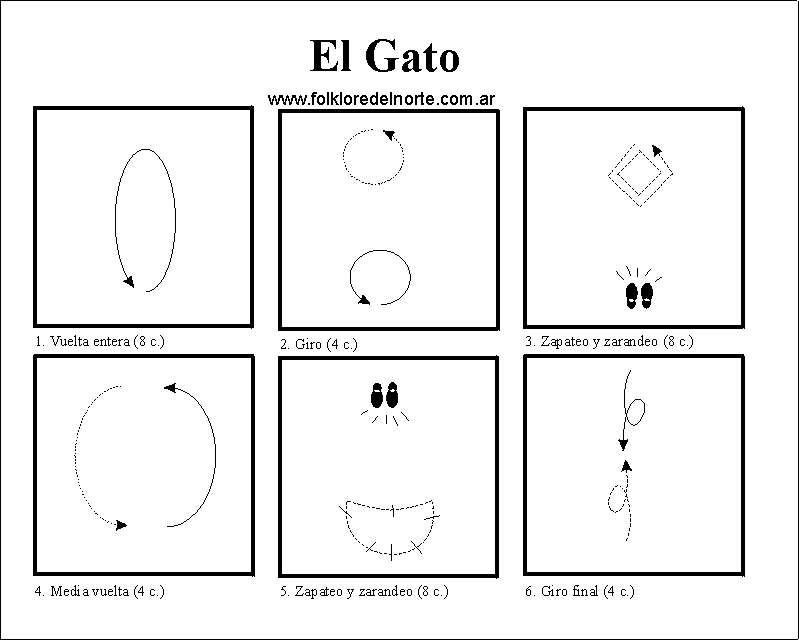 El Gato
www.folkloredelnorte.com.ar
1. Vuelta entera (8 c.)
2. Giro (4 c.)
3. Zapateo y zarandeo (8 c.)
4. Media vuelta (4 c.)
5. Zapateo y zarandeo (8 c.)
6. Giro final (4 c.)